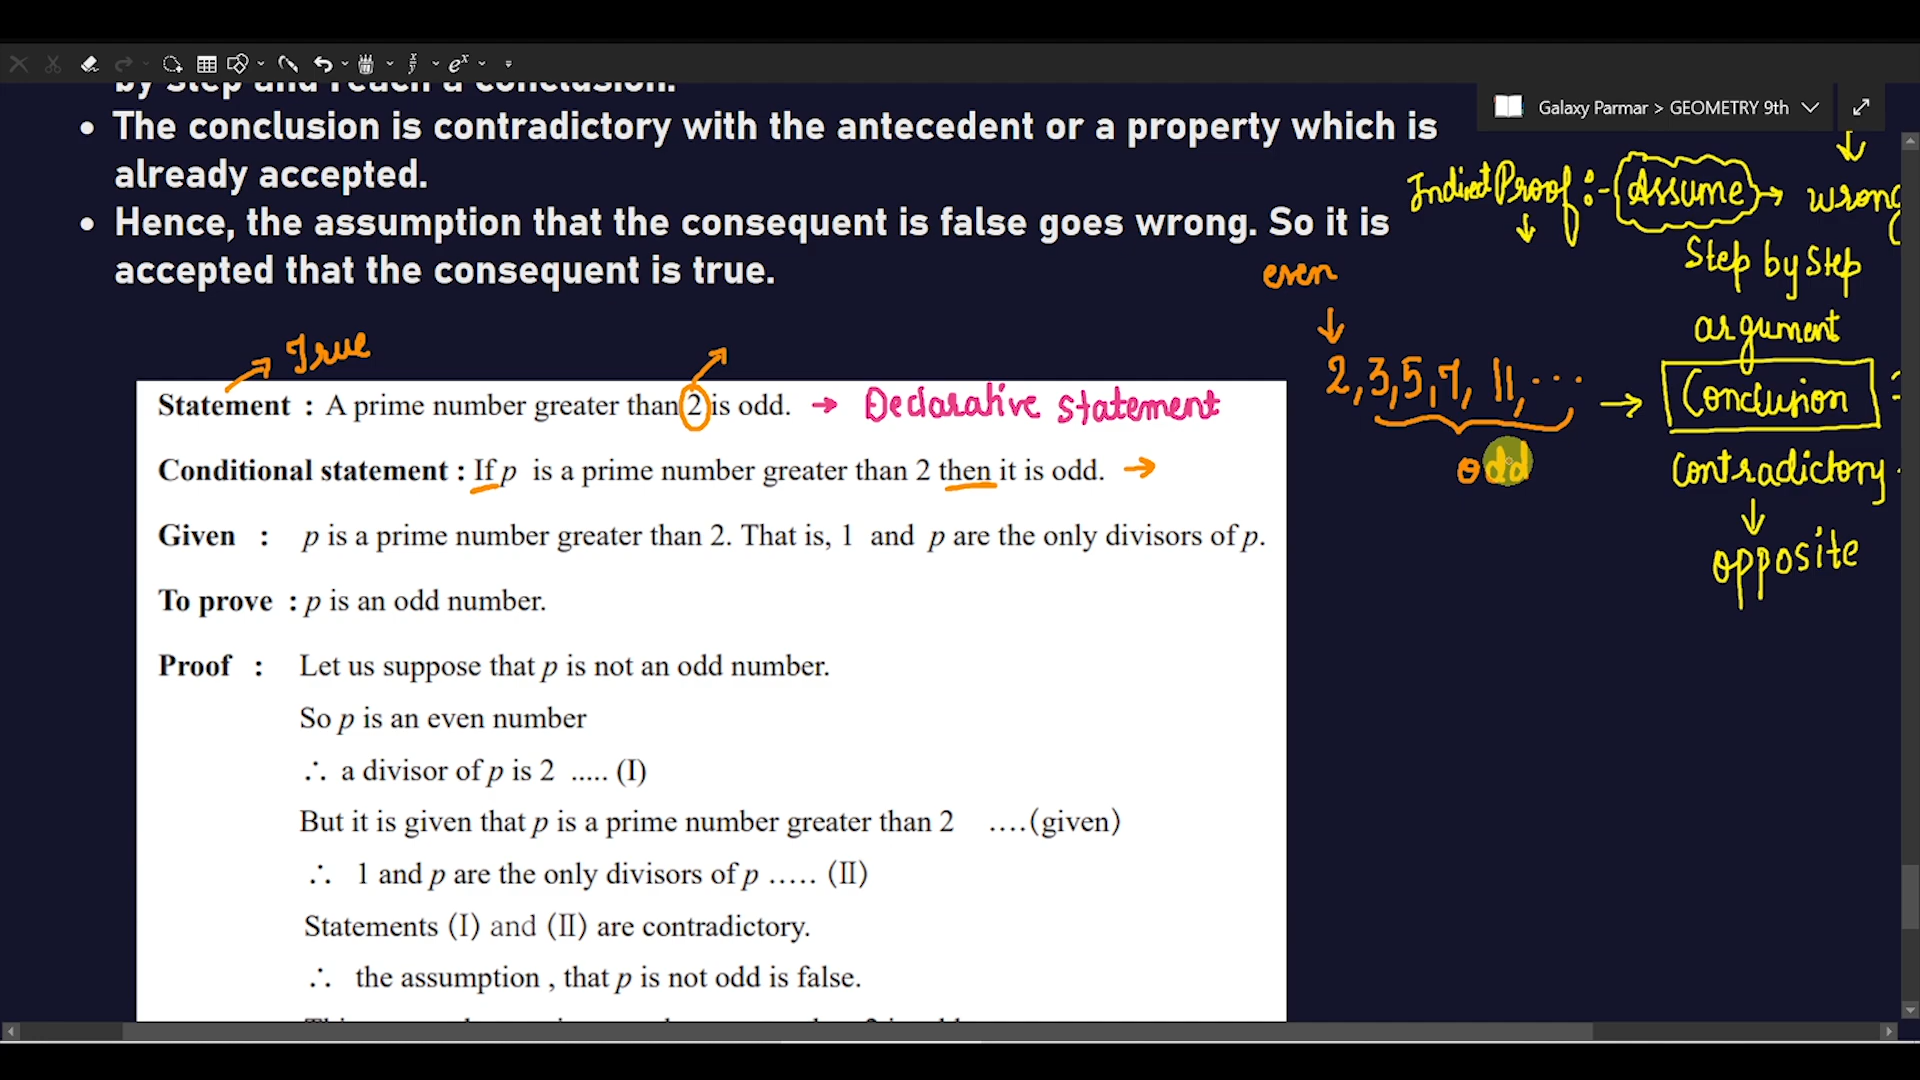 by step and reach a conclusion.
• The conclusion is contradictory with the antecedent or a property which is
already accepted.
• Hence, the assumption that the consequent is false goes wrong. So it is
accepted that the consequent is true.
Galaxy Parmar > GEOMETRY 9th
Indirect Proof :- Assume → wrong
Step by Step
argument
Conclusion
Contradictory
opposite
even
2, 3, 5, 7, 11, ...
odd
True
Statement : A prime number greater than 2 is odd. → Declarative statement
Conditional statement : If p is a prime number greater than 2 then it is odd. →
Given : p is a prime number greater than 2. That is, 1 and p are the only divisors of p.
To prove : p is an odd number.
Proof : Let us suppose that p is not an odd number.
So p is an even number
∴ a divisor of p is 2 ..... (I)
But it is given that p is a prime number greater than 2 ....(given)
∴ 1 and p are the only divisors of p ..... (II)
Statements (I) and (II) are contradictory.
∴ the assumption , that p is not odd is false.